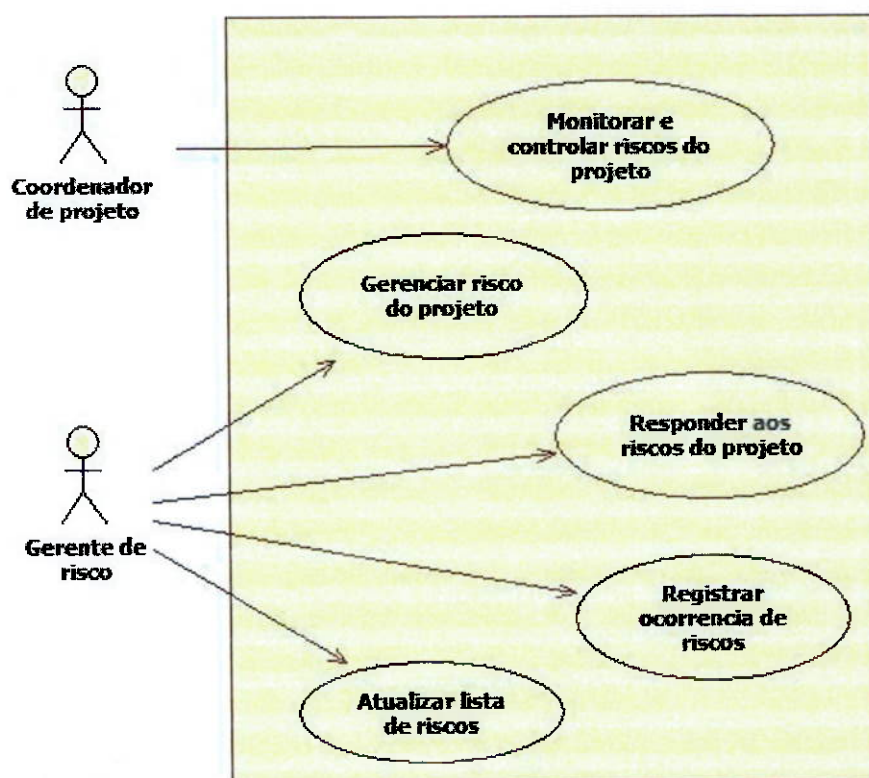 Monitorar e
controlar riscos do
projeto
Coordenador
de projeto
Gerenciar risco
do projeto
Responder aos
riscos do projeto
Gerente de
risco
Registrar
ocorrencia de
riscos
Atualizar lista
de riscos